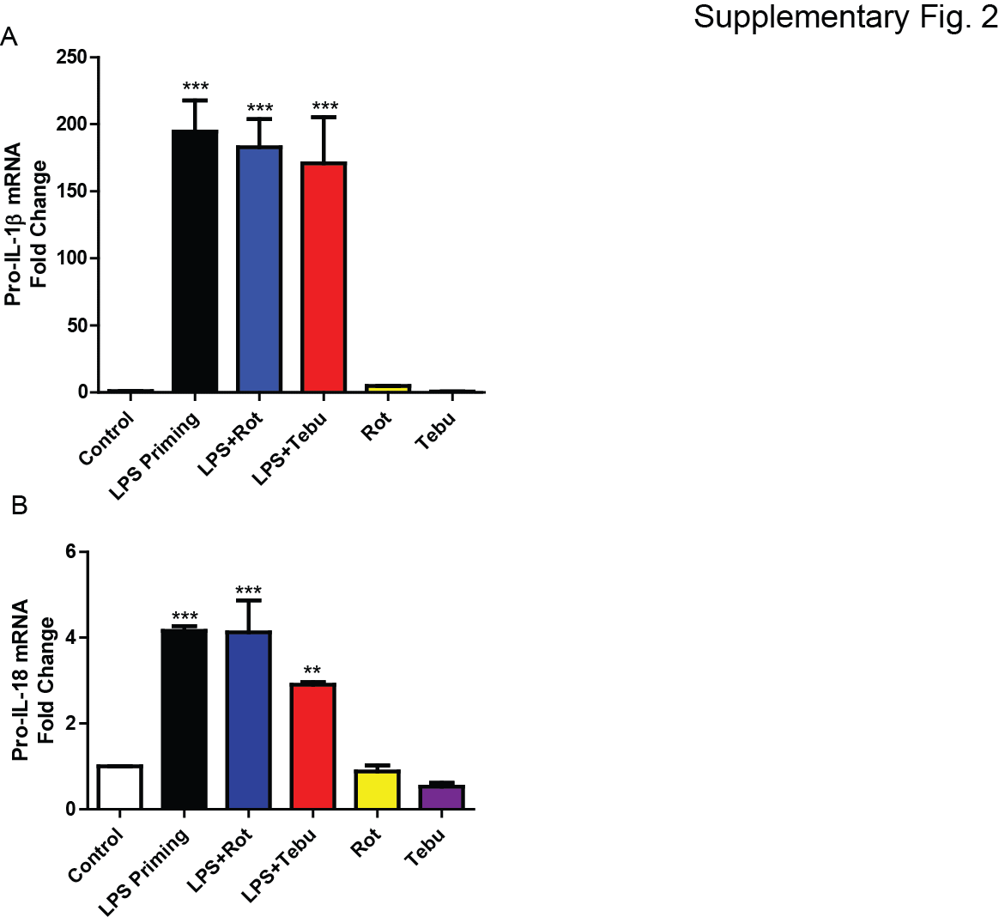 Supplementary Fig. 2
A
Pro-IL-1β mRNA
Fold Change
250
200
150
100
50
0
***
***
***
Control
LPS Priming
LPS+Rot
LPS+Tebu
Rot
Tebu
B
Pro-IL-18 mRNA
Fold Change
6
4
2
0
***
***
**
Control
LPS Priming
LPS+Rot
LPS+Tebu
Rot
Tebu